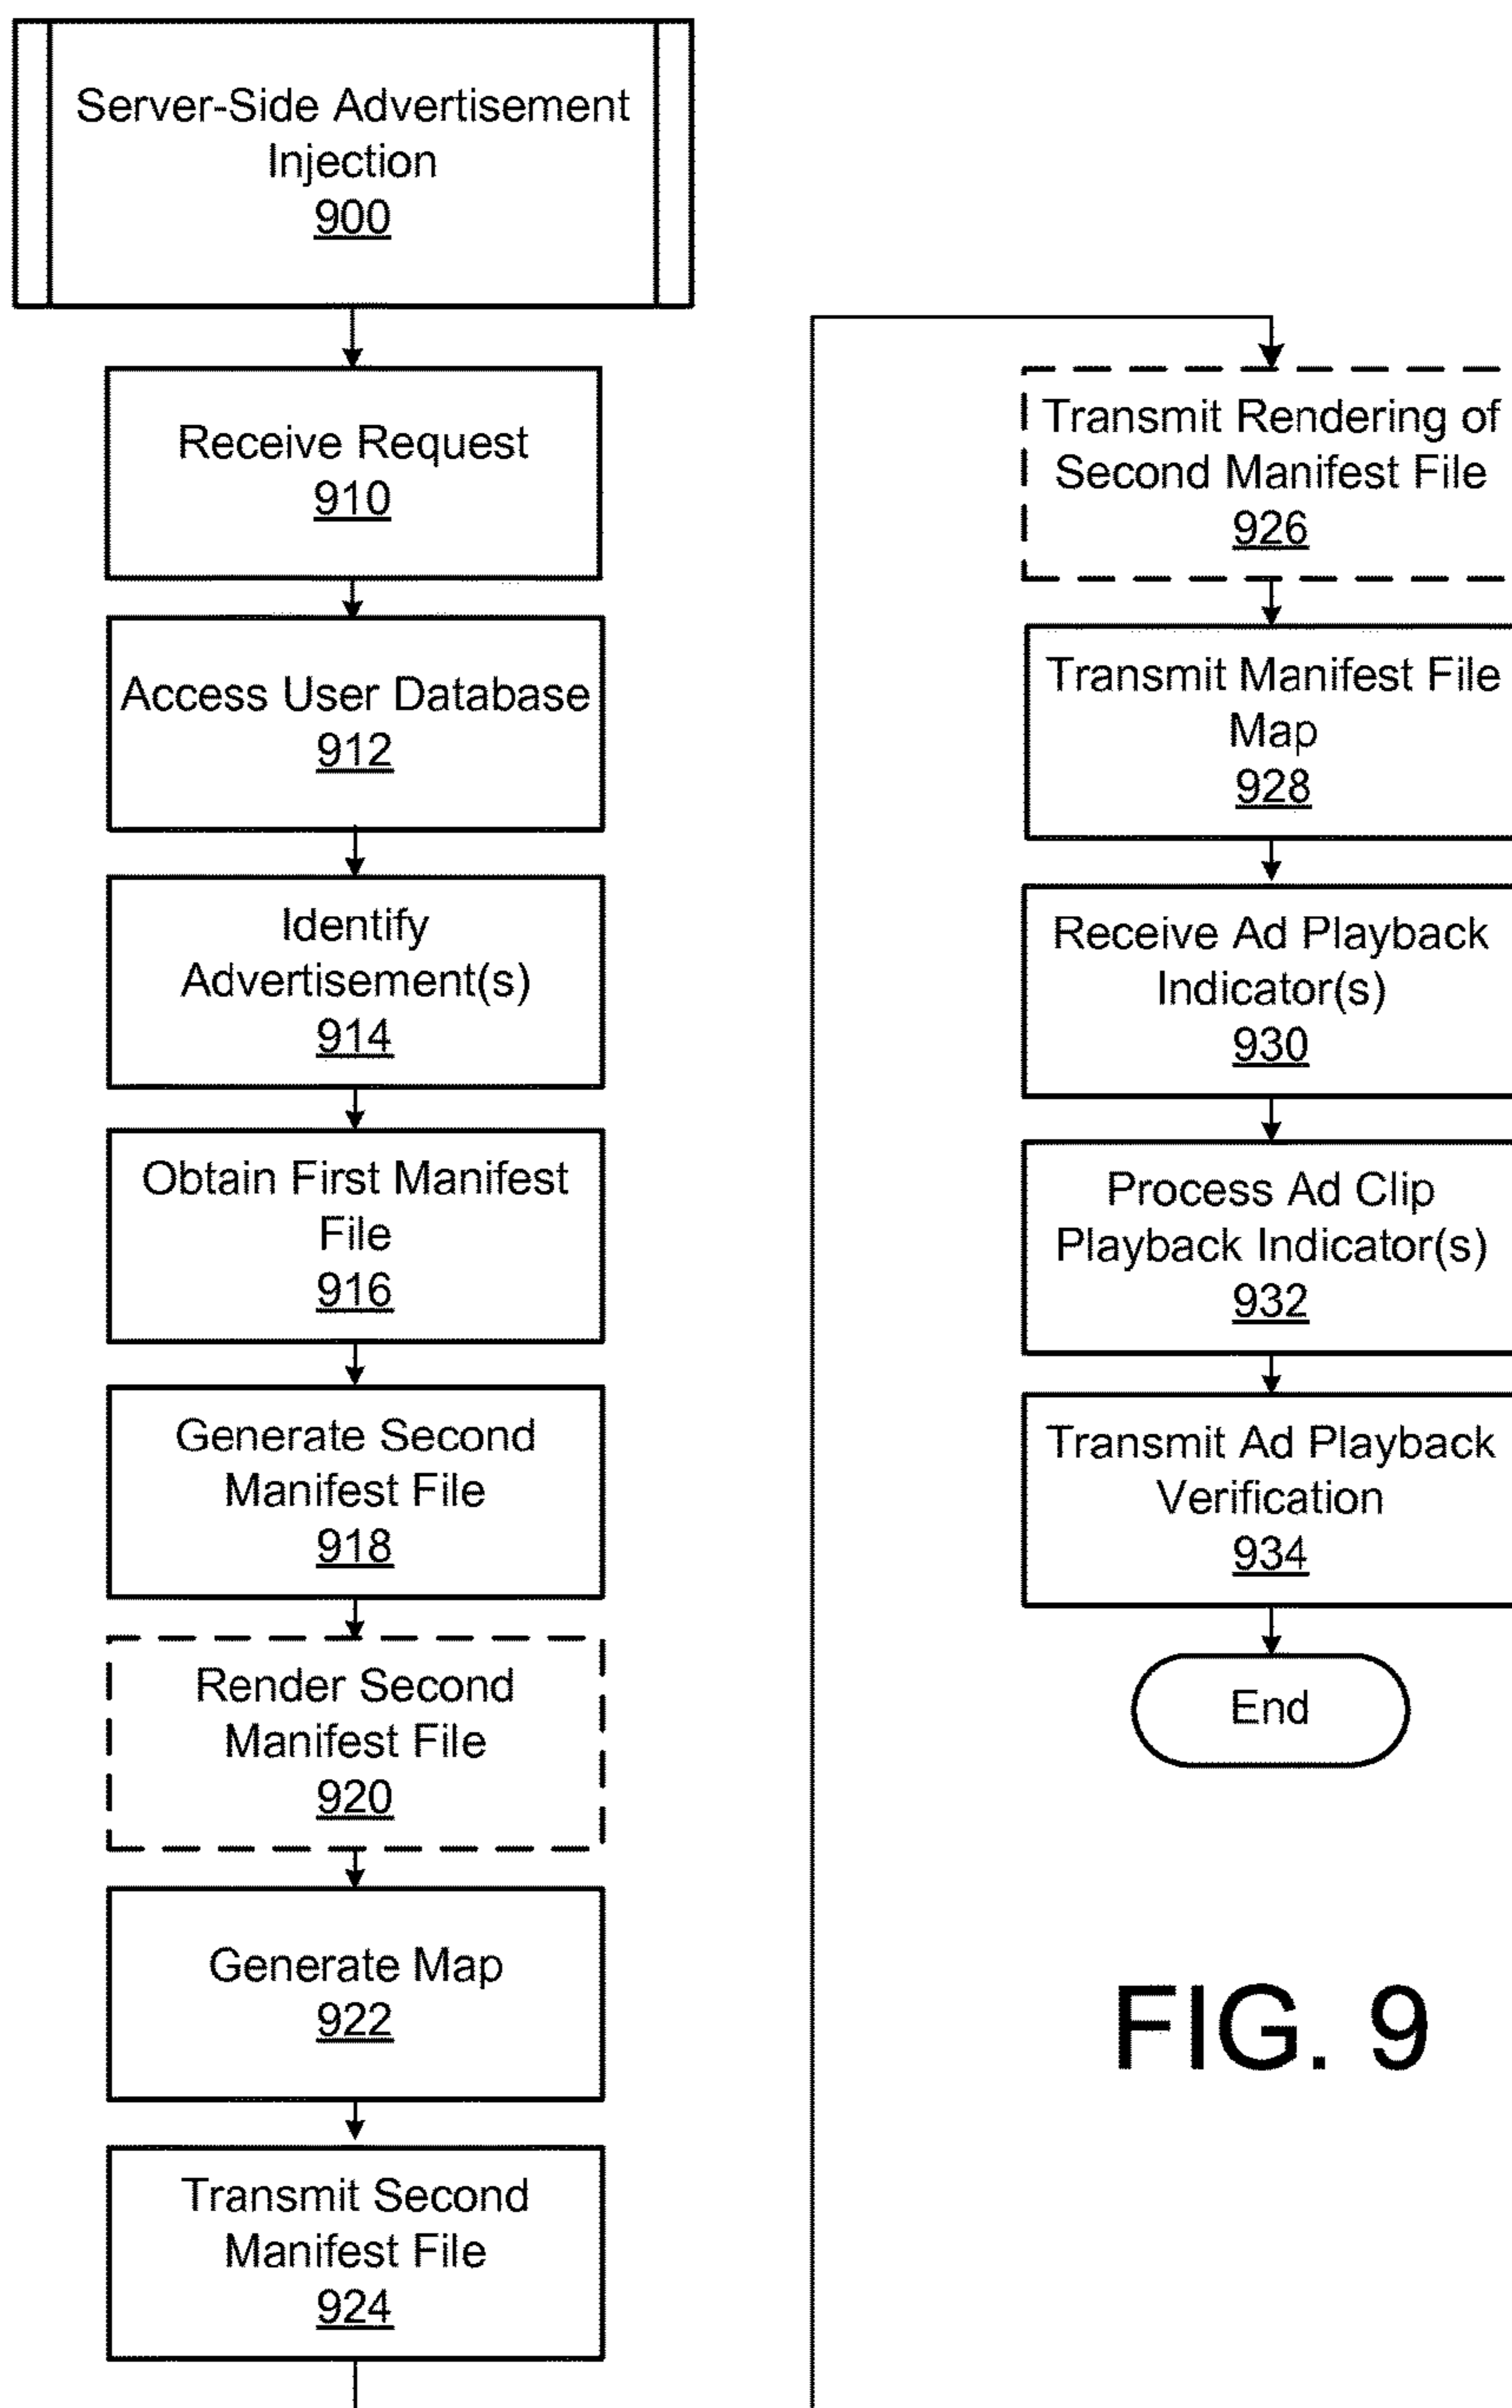 Server-Side Advertisement
Injection
900
Receive Request
910
Access User Database
912
Identify
Advertisement(s)
914
Obtain First Manifest
File
916
Generate Second
Manifest File
918
Render Second
Manifest File
920
Generate Map
922
Transmit Second
Manifest File
924
Transmit Rendering of
Second Manifest File
926
Transmit Manifest File
Map
928
Receive Ad Playback
Indicator(s)
930
Process Ad Clip
Playback Indicator(s)
932
Transmit Ad Playback
Verification
934
End
FIG. 9